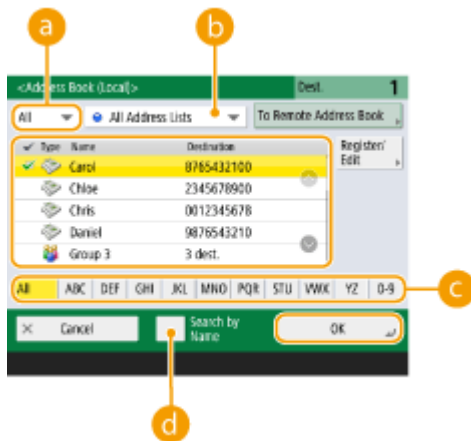 a
b
<Address Book (Local)> Dest. 1
All All Address Lists To Remote Address Book
Type Name Destination Register/
Edit
Carol 8765432100
Chloe 2345678900
Chris 0012345678
Daniel 9876543210
Group 3 3 dest.
All ABC DEF GHI JKL MNO PQR STU VWX YZ 0-9
c
× Cancel Search by
Name OK
d